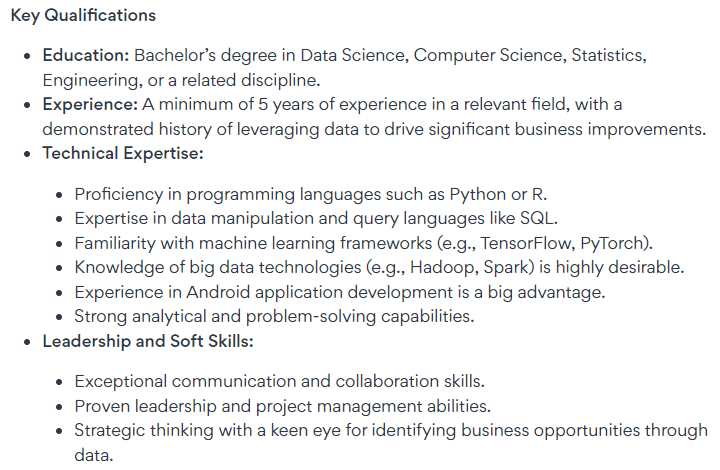 Key Qualifications
• Education: Bachelor’s degree in Data Science, Computer Science, Statistics,
Engineering, or a related discipline.
• Experience: A minimum of 5 years of experience in a relevant field, with a
demonstrated history of leveraging data to drive significant business improvements.
• Technical Expertise:
• Proficiency in programming languages such as Python or R.
• Expertise in data manipulation and query languages like SQL.
• Familiarity with machine learning frameworks (e.g., TensorFlow, PyTorch).
• Knowledge of big data technologies (e.g., Hadoop, Spark) is highly desirable.
• Experience in Android application development is a big advantage.
• Strong analytical and problem-solving capabilities.
• Leadership and Soft Skills:
• Exceptional communication and collaboration skills.
• Proven leadership and project management abilities.
• Strategic thinking with a keen eye for identifying business opportunities through
data.